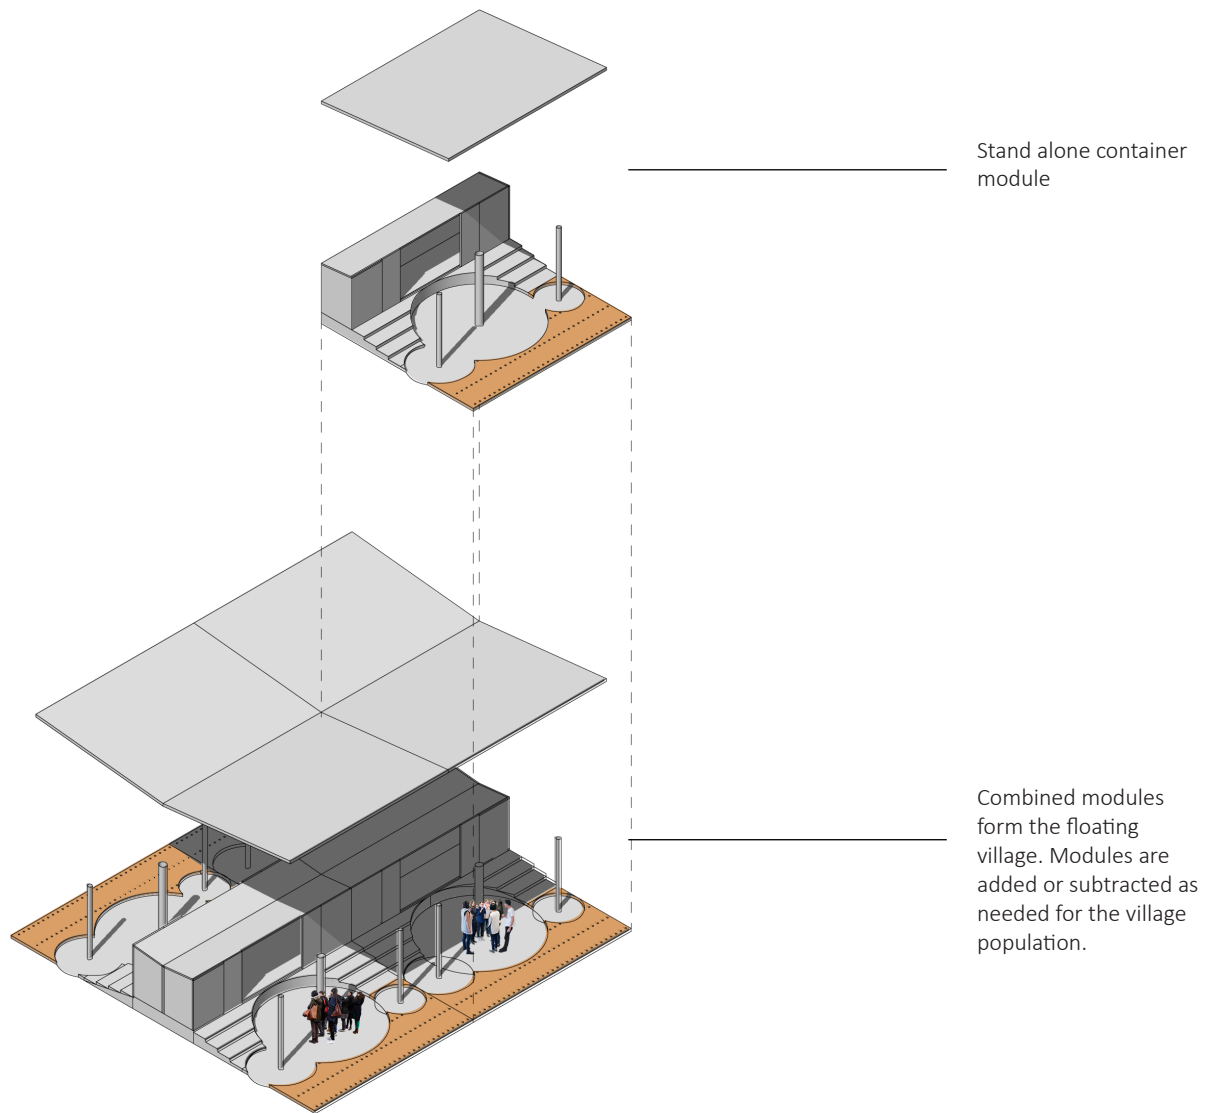 Stand alone container
module
Combined modules
form the floating
village. Modules are
added or subtracted as
needed for the village
population.